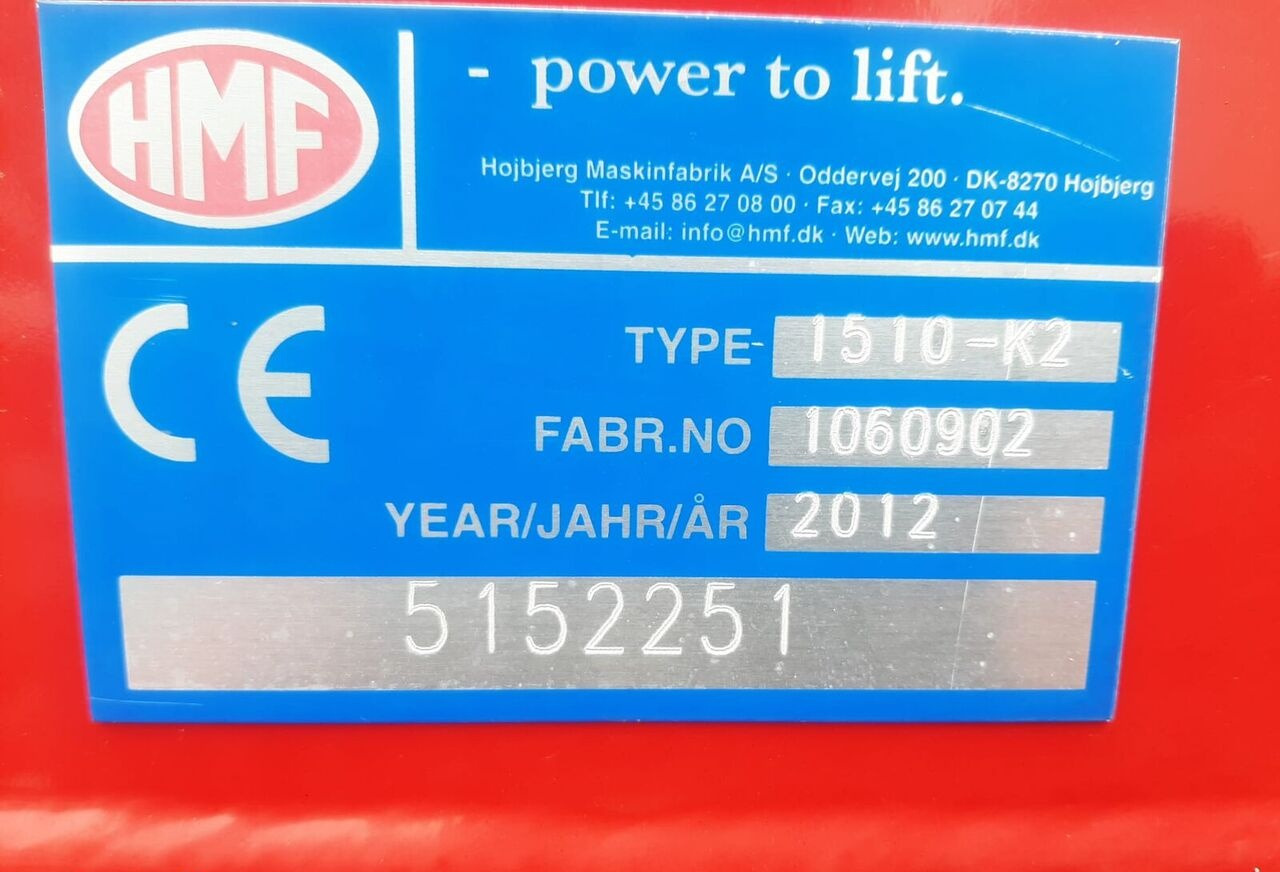 HMF
- power to lift.
Hojbjerg Maskinfabrik A/S · Oddervej 200 · DK-8270 Hojbjerg
Tlf: +45 86 27 08 00 · Fax: +45 86 27 07 44
E-mail: info@hmf.dk · Web: www.hmf.dk
CE
TYPE 1510-K2
FABR.NO 1060902
YEAR/JAHR/ÅR 2012
5152251